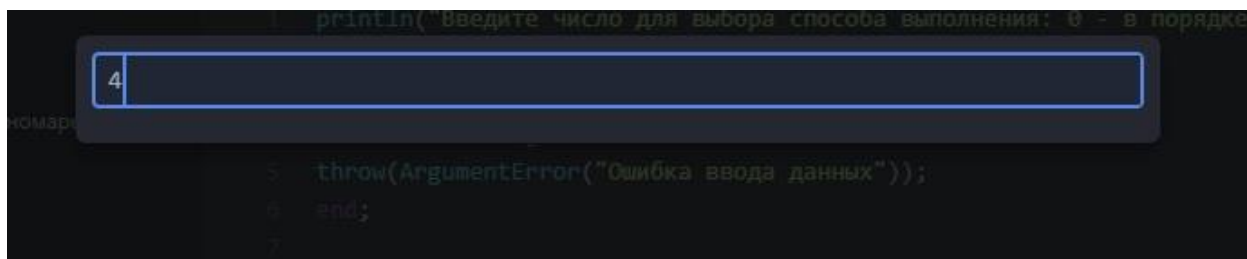 1 println("Введите число для выбора способа выполнения: 0 - в порядке
4
номар
5 throw(ArgumentError("Ошибка ввода данных"));
6 end;
7